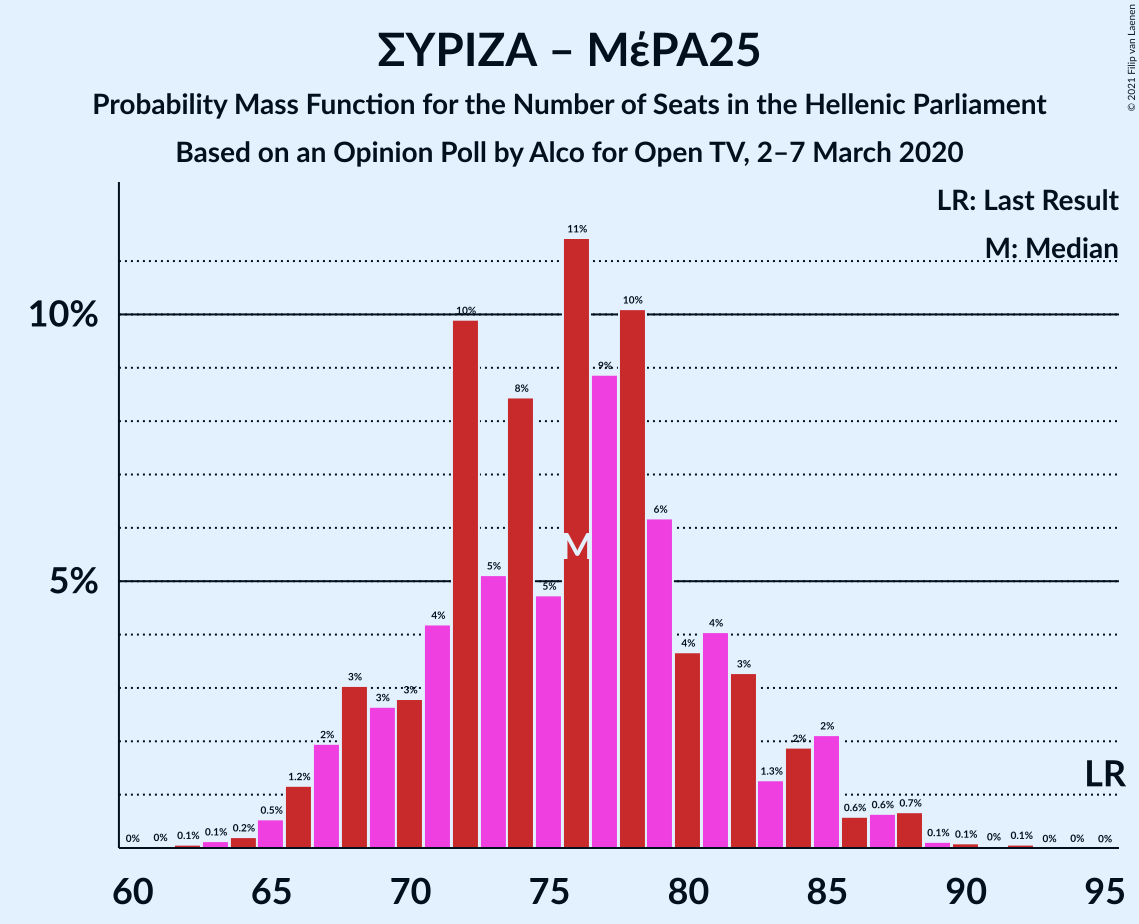 ΣΥΡΙΖΑ – ΜέΡΑ25
Probability Mass Function for the Number of Seats in the Hellenic Parliament
Based on an Opinion Poll by Alco for Open TV, 2–7 March 2020
© 2021 Filip van Laenen
LR: Last Result
M: Median
10%
5%
0% 0% 0.1% 0.1% 0.2% 0.5% 1.2% 2% 3% 3% 3% 4% 10% 5% 8% 5% 11% 9% 10% 6% 4% 4% 3% 1.3% 2% 2% 0.6% 0.6% 0.7% 0.1% 0.1% 0% 0.1% 0% 0% 0%
M
LR
60 65 70 75 80 85 90 95